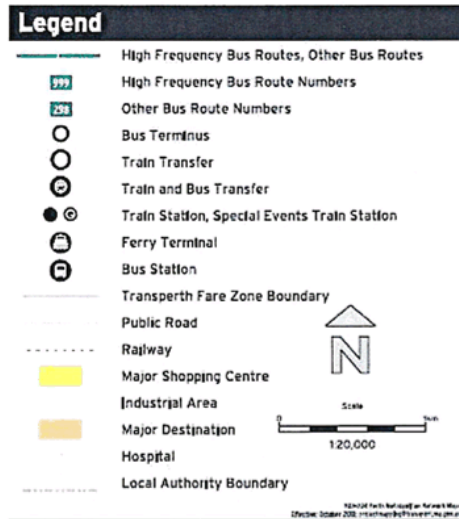 Legend
High Frequency Bus Routes, Other Bus Routes
999 High Frequency Bus Route Numbers
298 Other Bus Route Numbers
Bus Terminus
Train Transfer
Train and Bus Transfer
Train Station, Special Events Train Station
Ferry Terminal
Bus Station
Transperth Fare Zone Boundary
Public Road
Railway
N
Major Shopping Centre
Industrial Area
Scale
0 1km
Major Destination
1:20,000
Hospital
Local Authority Boundary